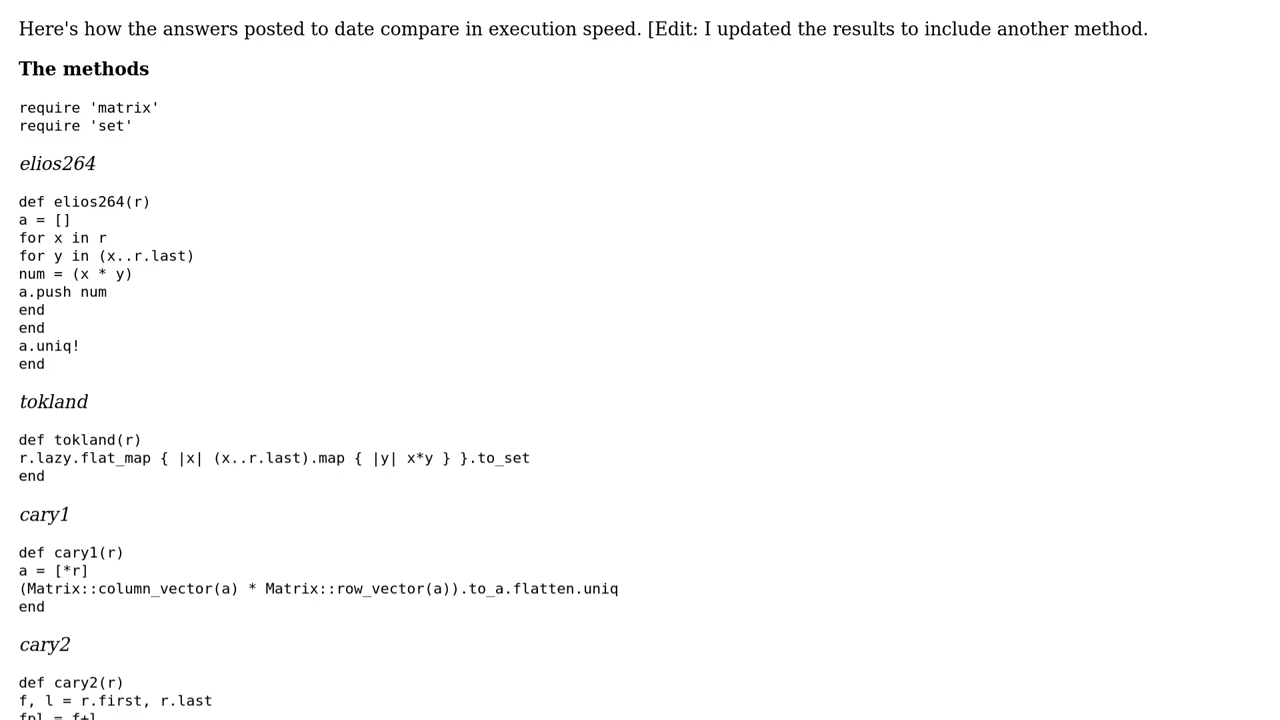 Here's how the answers posted to date compare in execution speed. [Edit: I updated the results to include another method.
The methods
require 'matrix'
require 'set'
elios264
def elios264(r)
a = []
for x in r
for y in (x..r.last)
num = (x * y)
a.push num
end
end
a.uniq!
end
tokland
def tokland(r)
r.lazy.flat_map { |x| (x..r.last).map { |y| x*y } }.to_set
end
cary1
def cary1(r)
a = [*r]
(Matrix::column_vector(a) * Matrix::row_vector(a)).to_a.flatten.uniq
end
cary2
def cary2(r)
f, l = r.first, r.last